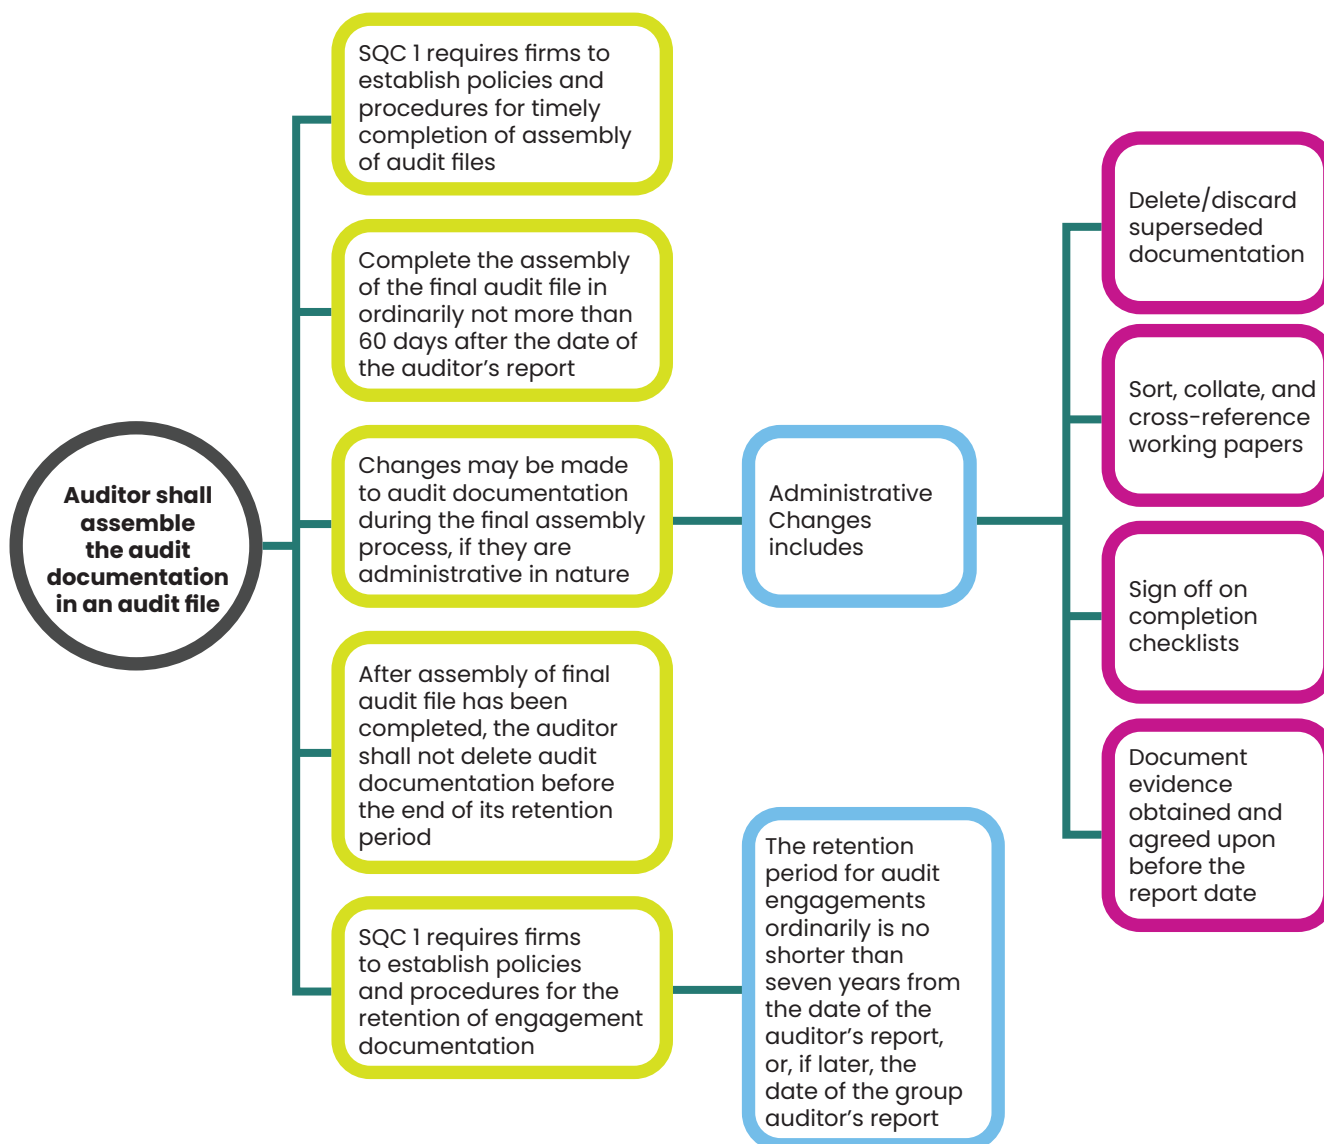 Auditor shall
assemble
the audit
documentation
in an audit file
SQC 1 requires firms to
establish policies and
procedures for timely
completion of assembly
of audit files
Complete the assembly
of the final audit file in
ordinarily not more than
60 days after the date of
the auditor's report
Changes may be made
to audit documentation
during the final assembly
process, if they are
administrative in nature
After assembly of final
audit file has been
completed, the auditor
shall not delete audit
documentation before
the end of its retention
period
SQC 1 requires firms
to establish policies
and procedures for the
retention of engagement
documentation
Administrative
Changes
includes
The retention
period for audit
engagements
ordinarily is no
shorter than
seven years from
the date of the
auditor's report,
or, if later, the
date of the group
auditor's report
Delete/discard
superseded
documentation
Sort, collate, and
cross-reference
working papers
Sign off on
completion
checklists
Document
evidence
obtained and
agreed upon
before the
report date